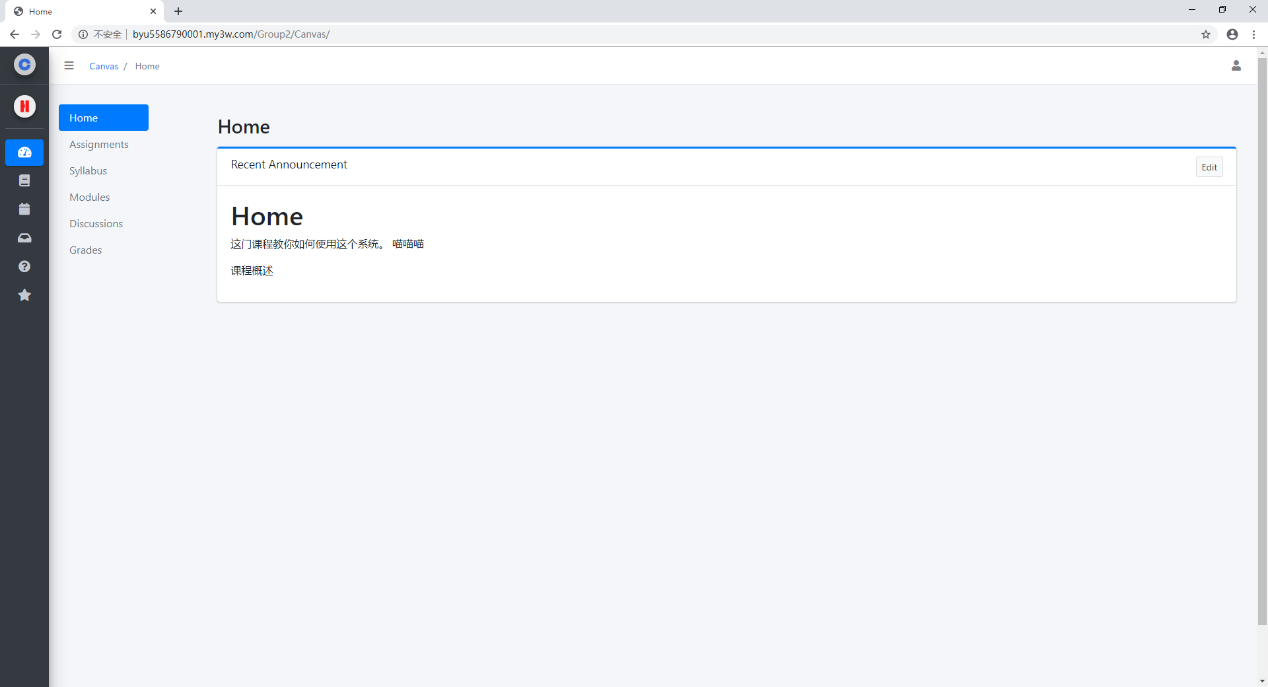 Home
不安全 | byu5586790001.my3w.com/Group2/Canvas/
C
Canvas / Home
H
Home
Assignments
Syllabus
Modules
Discussions
Grades
Home
Recent Announcement
Edit
Home
这门课程教你如何使用这个系统。 喵喵喵
课程概述